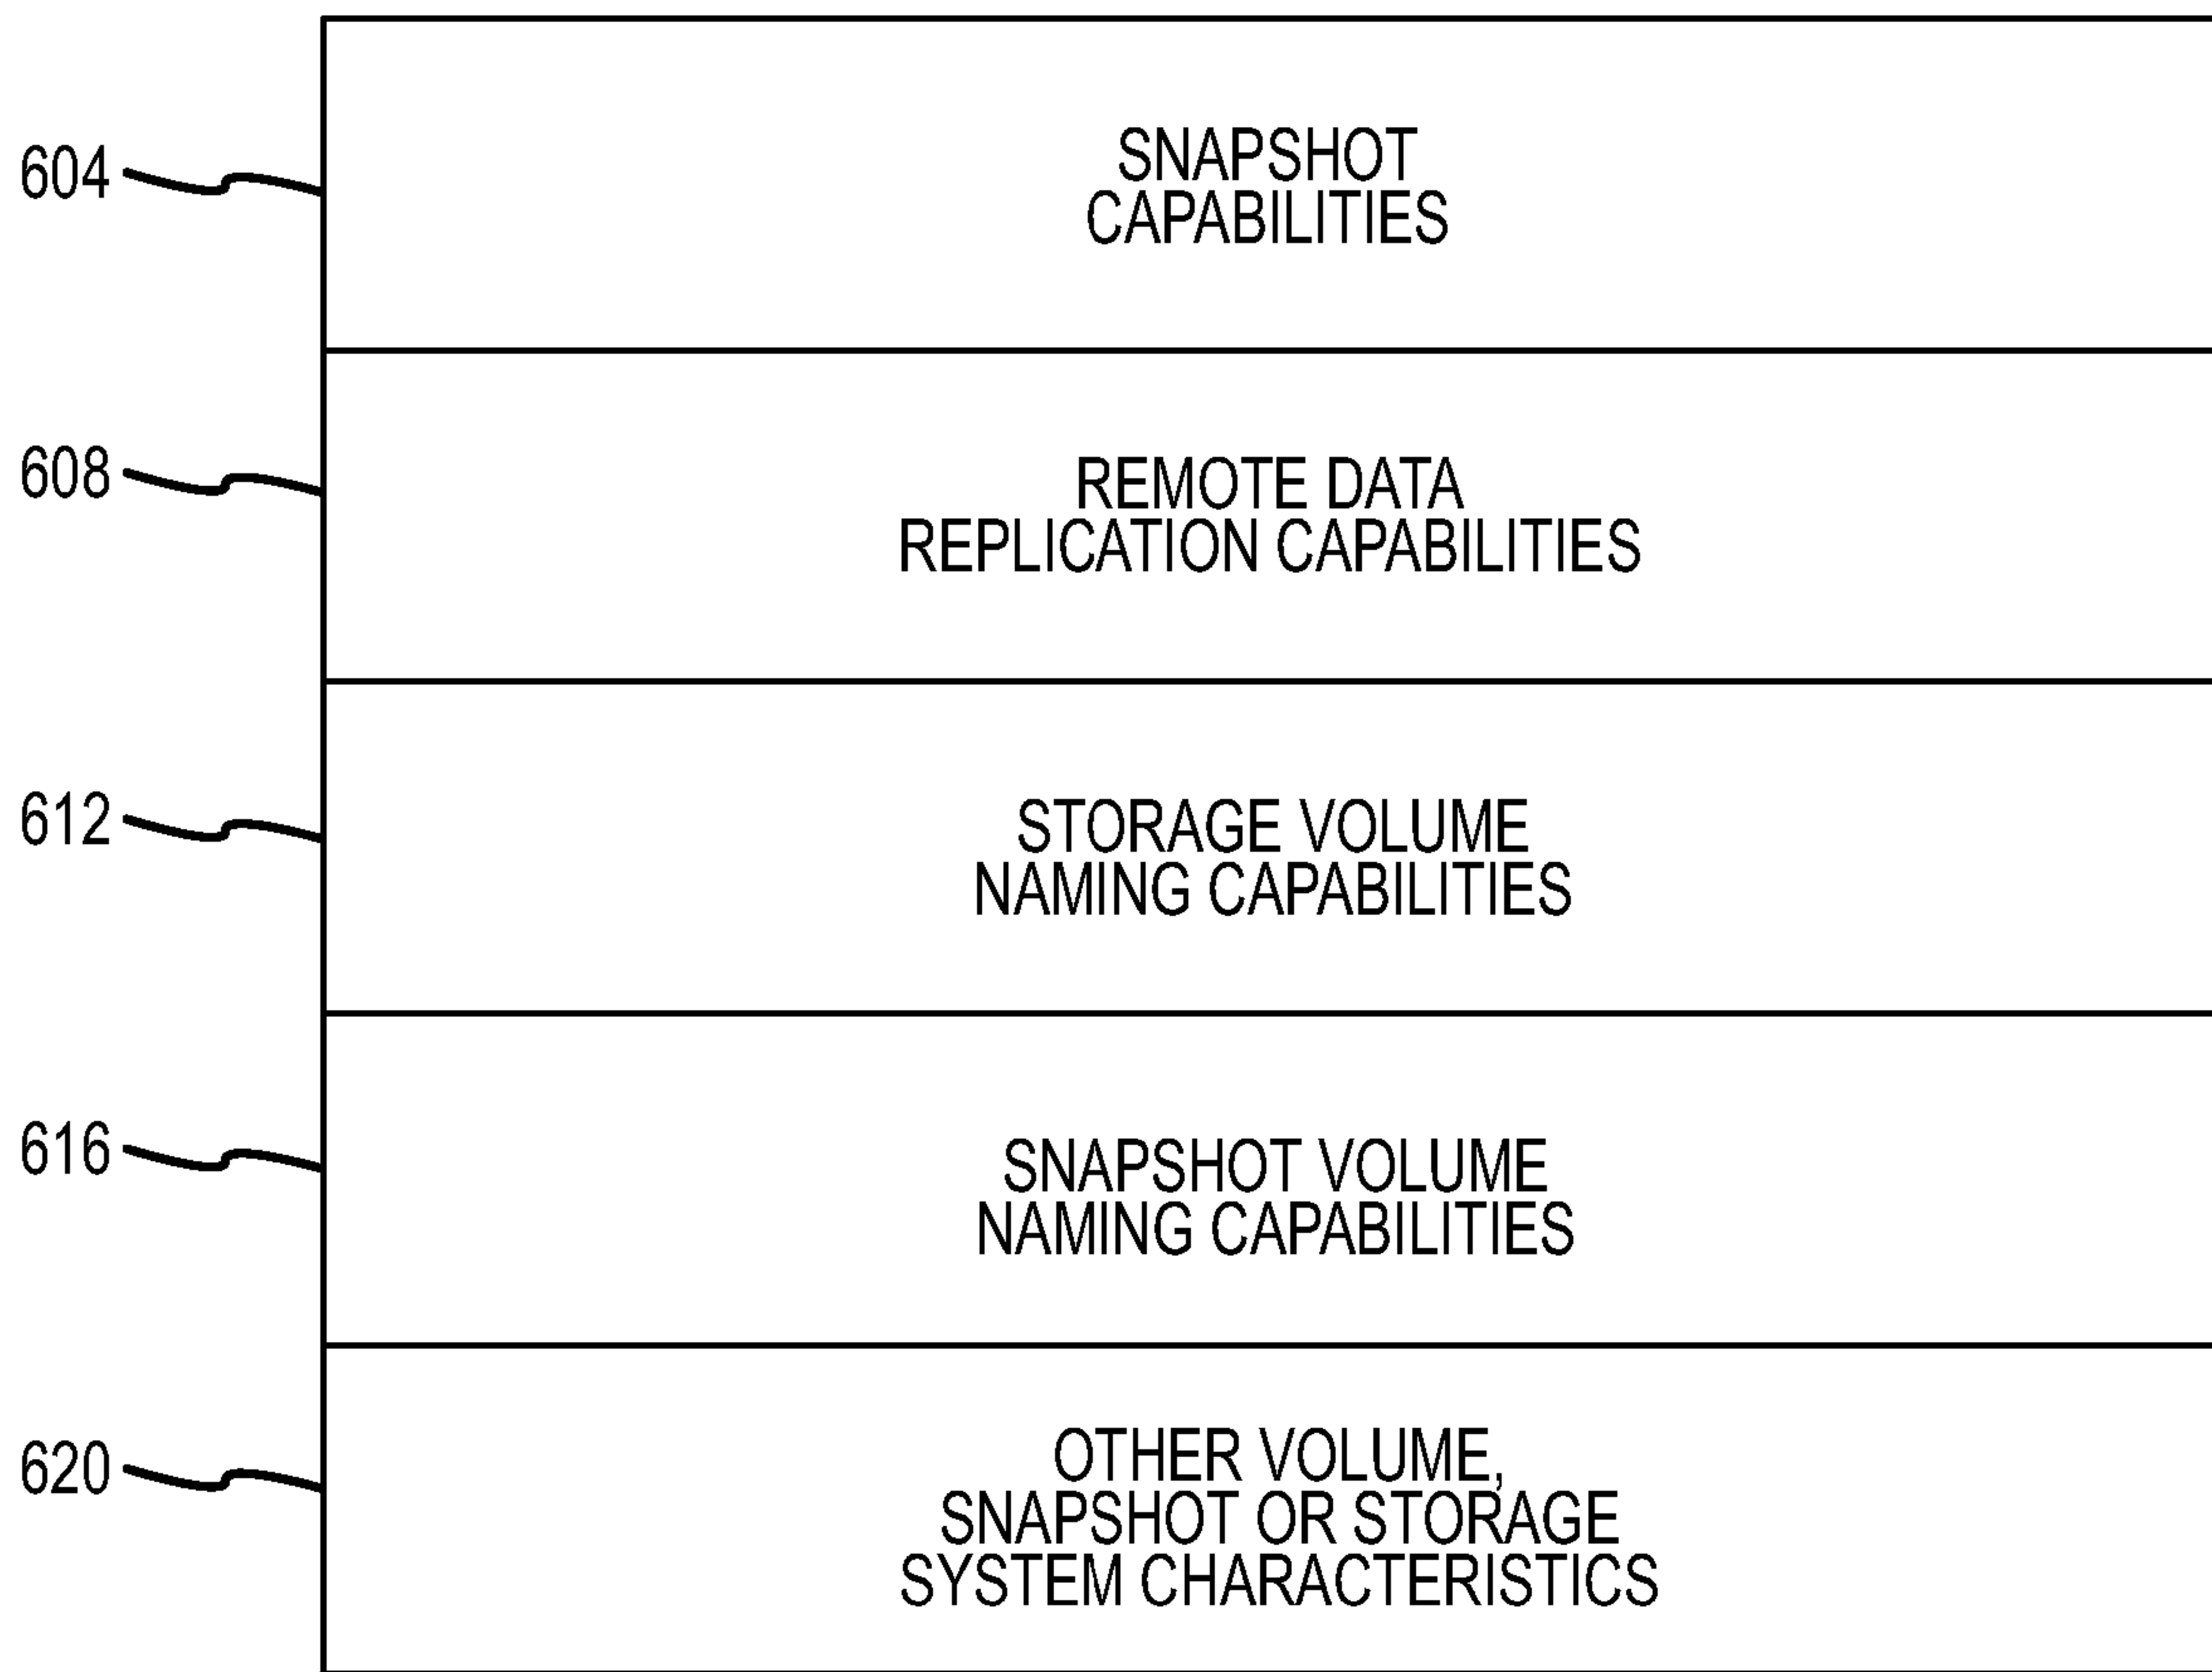 604
SNAPSHOT
CAPABILITIES
608
REMOTE DATA
REPLICATION CAPABILITIES
612
STORAGE VOLUME
NAMING CAPABILITIES
616
SNAPSHOT VOLUME
NAMING CAPABILITIES
620
OTHER VOLUME,
SNAPSHOT OR STORAGE
SYSTEM CHARACTERISTICS